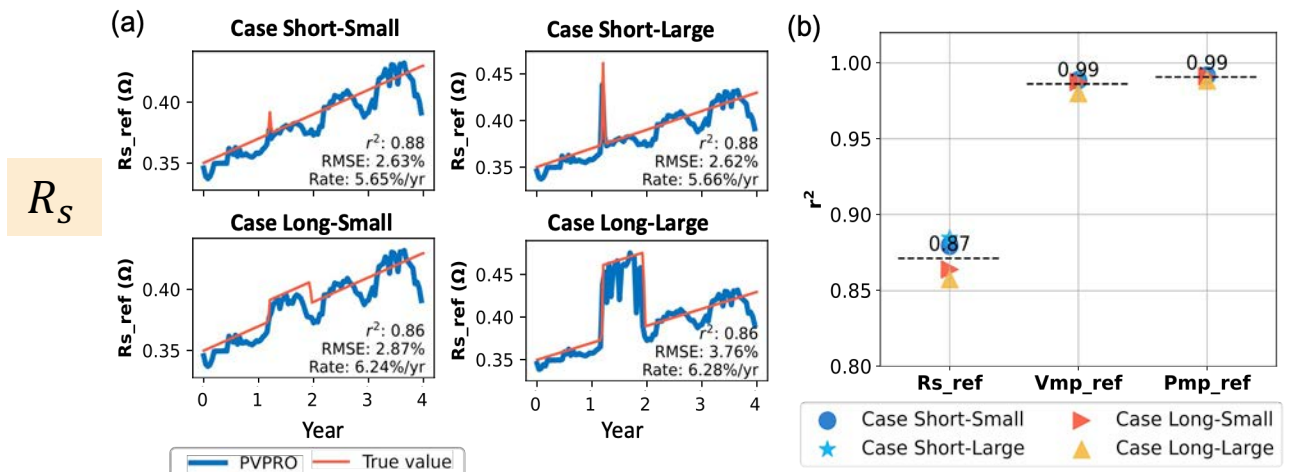 (a)
Case Short-Small
Case Short-Large
Rs_ref (Ω)
0.40
0.35
r²: 0.88
RMSE: 2.63%
Rate: 5.65%/yr
Rs_ref (Ω)
0.45
0.40
0.35
r²: 0.88
RMSE: 2.62%
Rate: 5.66%/yr
R_s
Case Long-Small
Case Long-Large
Rs_ref (Ω)
0.40
0.35
r²: 0.86
RMSE: 2.87%
Rate: 6.24%/yr
0 1 2 3 4
Year
Rs_ref (Ω)
0.45
0.40
0.35
r²: 0.86
RMSE: 3.76%
Rate: 6.28%/yr
0 1 2 3 4
Year
PVPRO True value
(b)
r²
1.00
0.95
0.90
0.85
0.80
0.87
0.99
0.99
Rs_ref Vmp_ref Pmp_ref
Case Short-Small Case Long-Small
Case Short-Large Case Long-Large